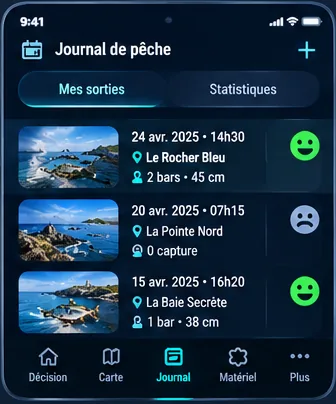 9:41
Journal de pêche
Mes sorties
Statistiques
24 avr. 2025 • 14h30
Le Rocher Bleu
2 bars • 45 cm
20 avr. 2025 • 07h15
La Pointe Nord
0 capture
15 avr. 2025 • 16h20
La Baie Secrète
1 bar • 38 cm
Décision
Carte
Journal
Matériel
Plus